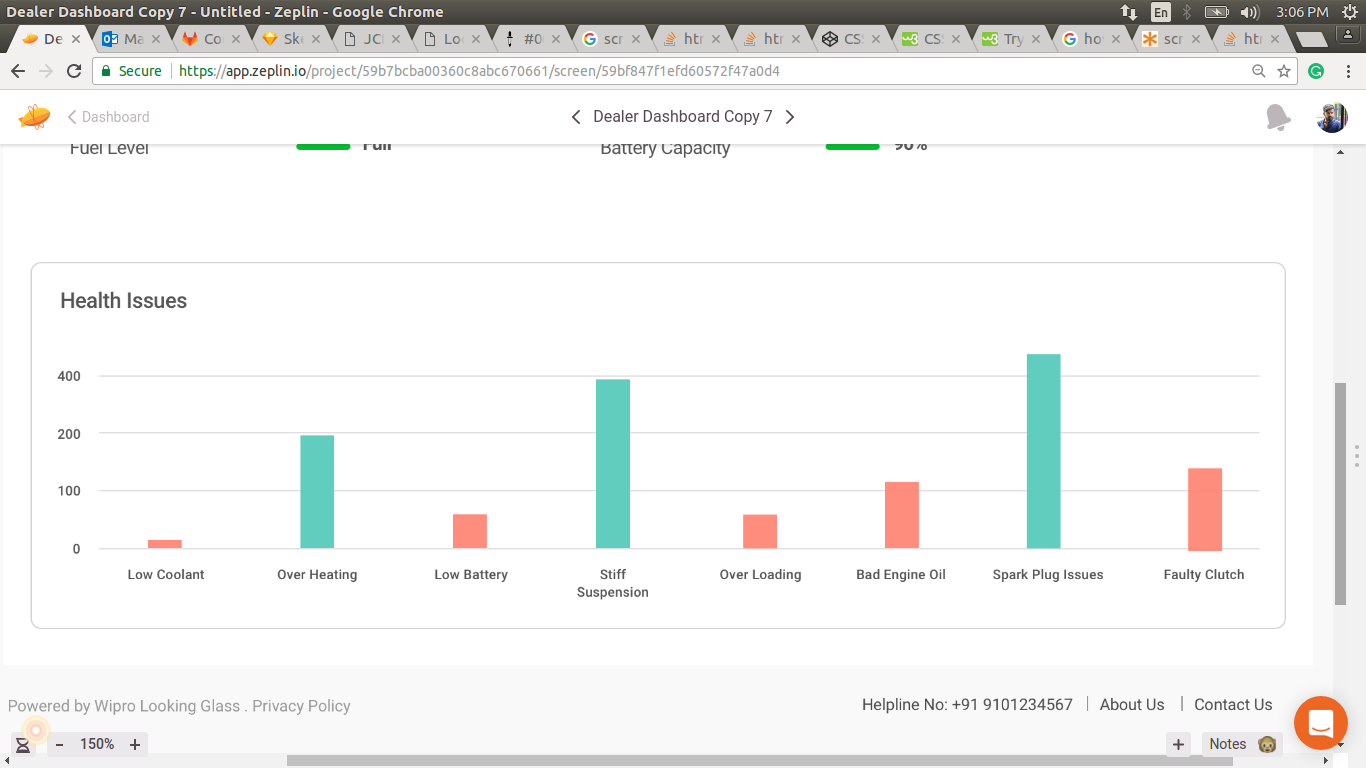 Dealer Dashboard Copy 7 - Untitled - Zeplin - Google Chrome
En
3:06 PM
De
Ma
Co
Ske
JCI
Lo
#0
scr
htr
htr
CS
CS
Try
ho
scr
htr
Secure
https://app.zeplin.io/project/59b7bcba00360c8abc670661/screen/59bf847f1efd60572f47a0d4
Dashboard
Dealer Dashboard Copy 7
Fuel Level
Full
Battery Capacity
90%
Health Issues
400
200
100
0
Low Coolant
Over Heating
Low Battery
Stiff
Suspension
Over Loading
Bad Engine Oil
Spark Plug Issues
Faulty Clutch
Powered by Wipro Looking Glass . Privacy Policy
Helpline No: +91 9101234567
About Us
Contact Us
- 150% +
+
Notes